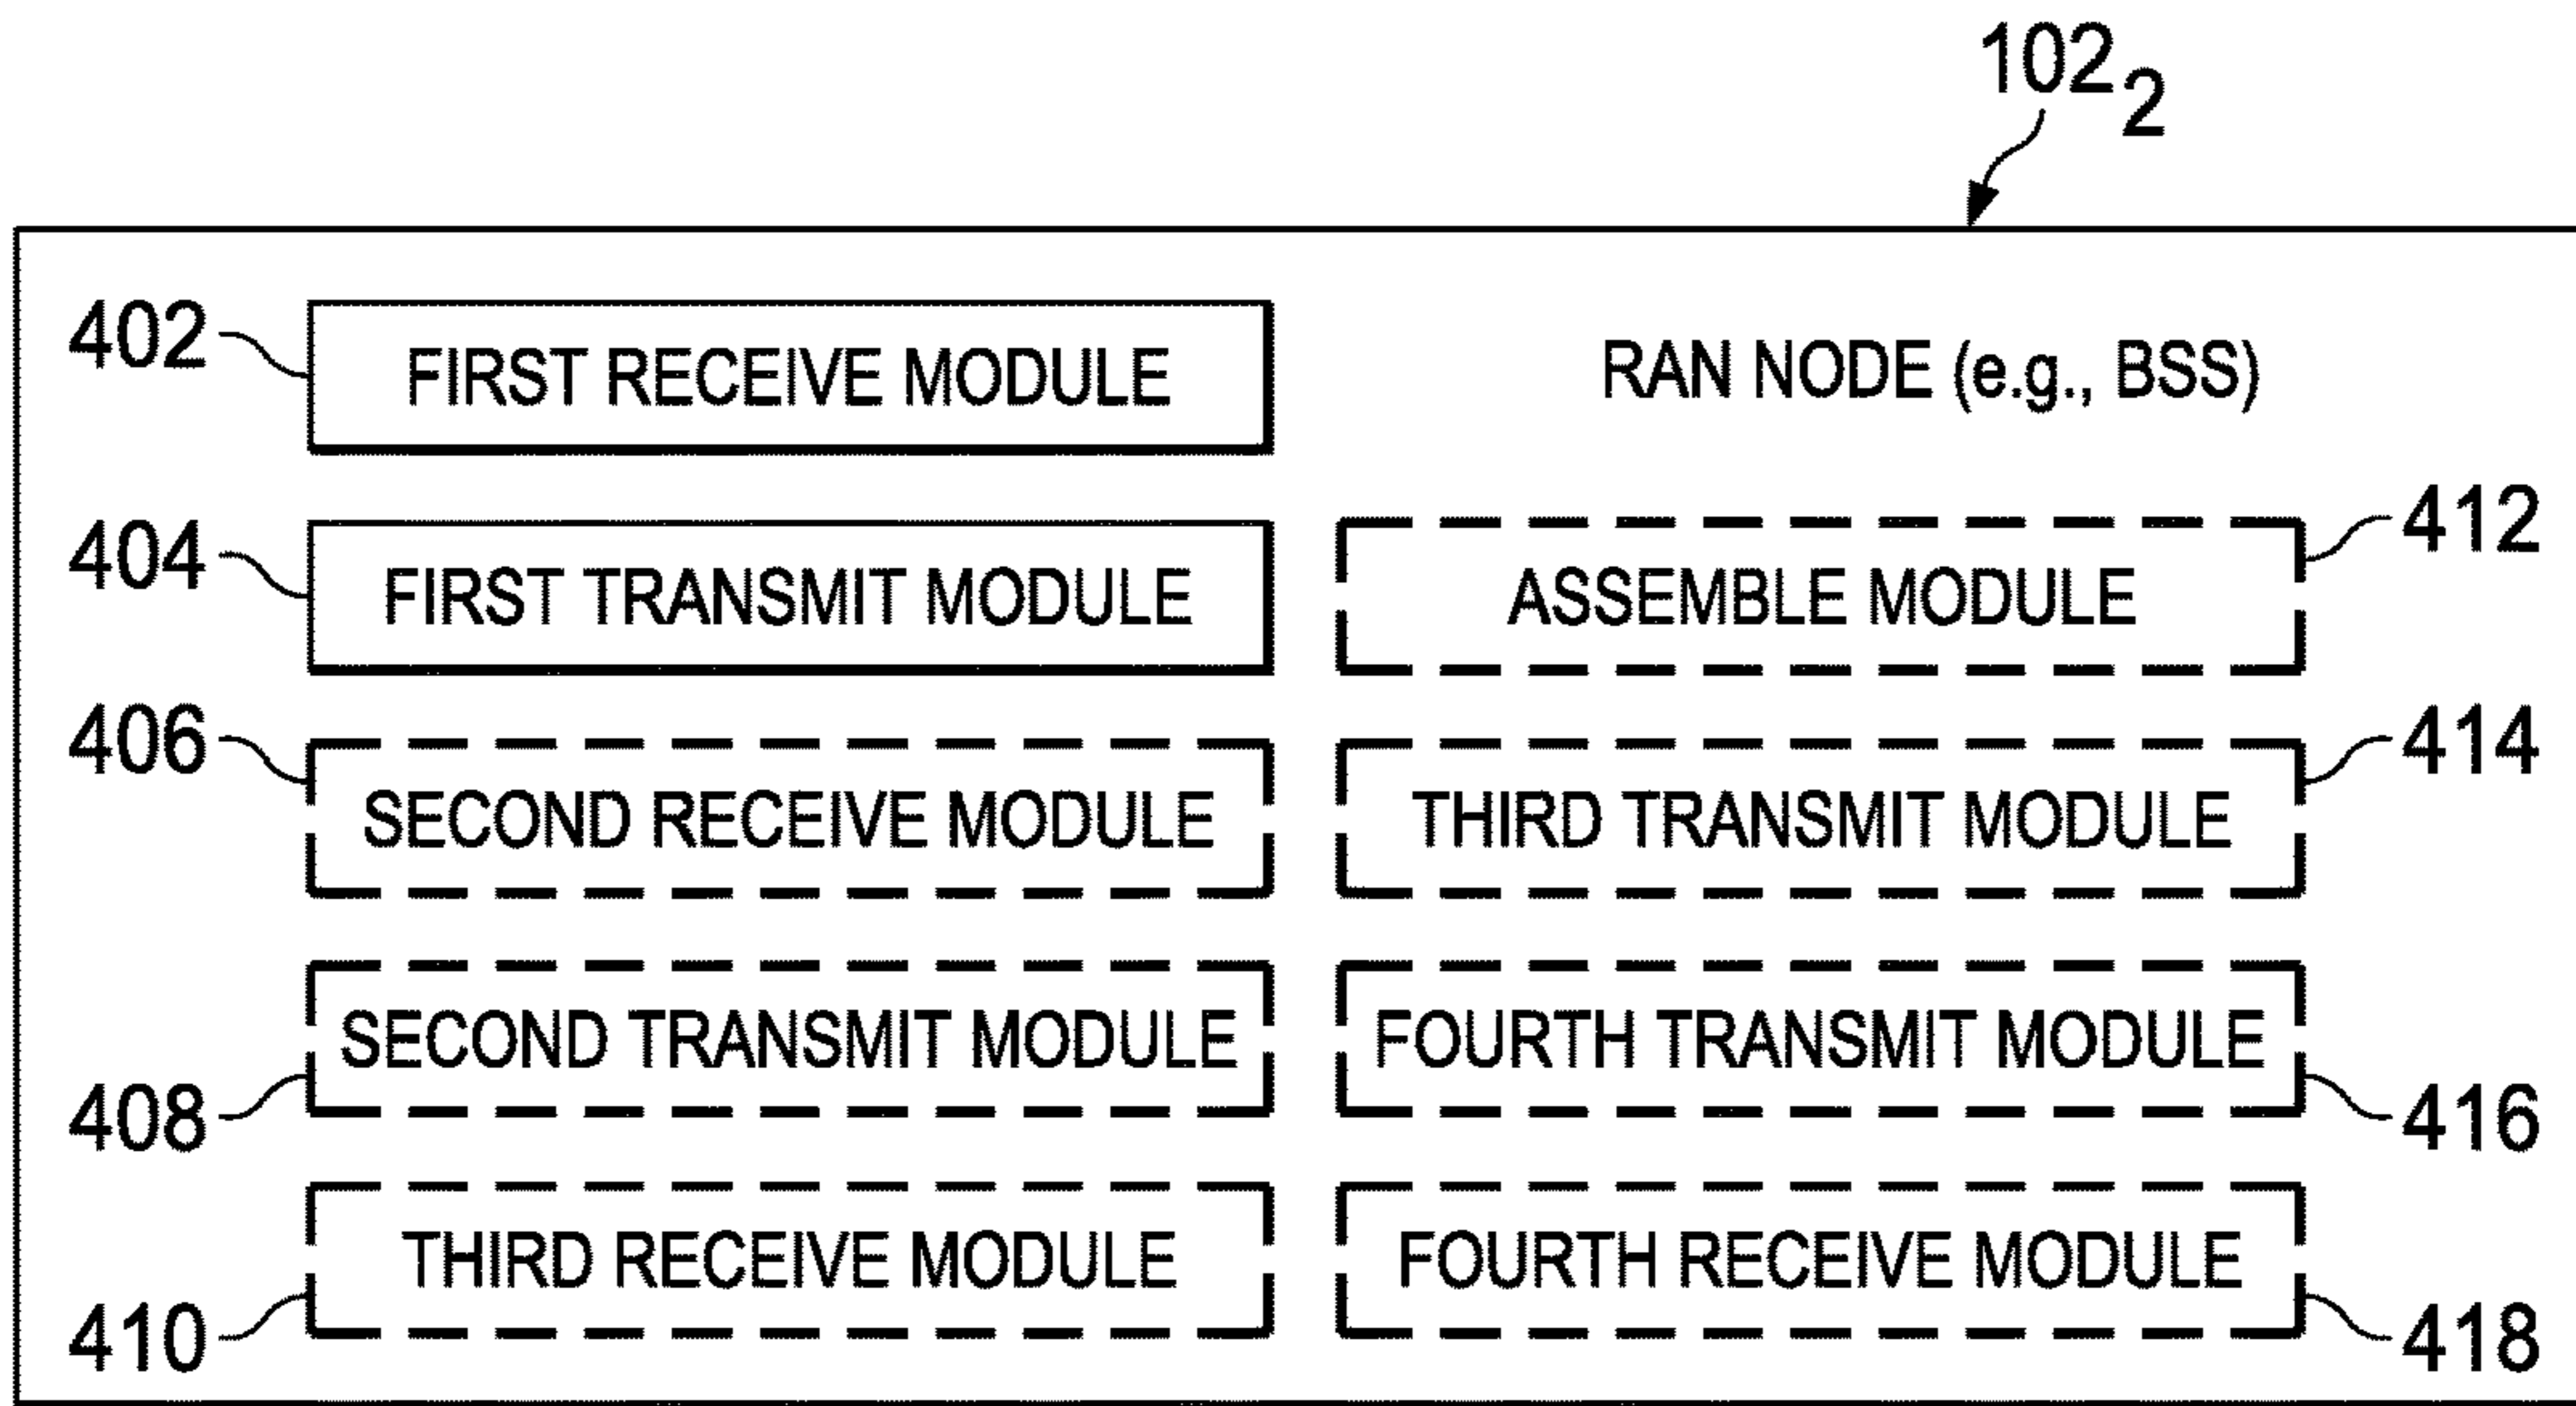 102₂
402 FIRST RECEIVE MODULE RAN NODE (e.g., BSS)
404 FIRST TRANSMIT MODULE ASSEMBLE MODULE 412
406 SECOND RECEIVE MODULE THIRD TRANSMIT MODULE 414
408 SECOND TRANSMIT MODULE FOURTH TRANSMIT MODULE 416
410 THIRD RECEIVE MODULE FOURTH RECEIVE MODULE 418